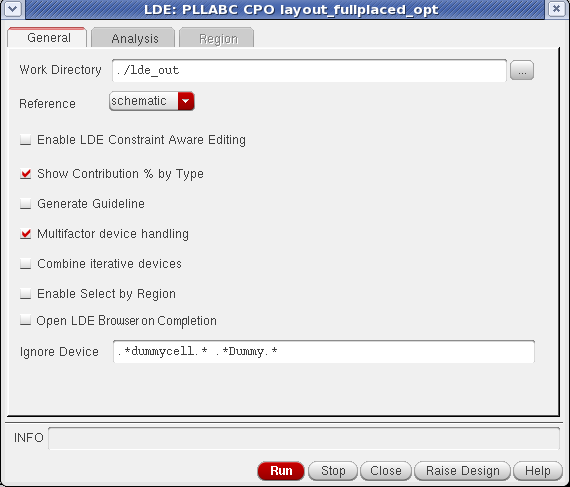 LDE: PLLABC CPO layout_fullplaced_opt
General Analysis Region
Work Directory ./lde_out ...
Reference schematic
Enable LDE Constraint Aware Editing
Show Contribution % by Type
Generate Guideline
Multifactor device handling
Combine iterative devices
Enable Select by Region
Open LDE Browser on Completion
Ignore Device .*dummycell.* .*Dummy.*
INFO
Run Stop Close Raise Design Help